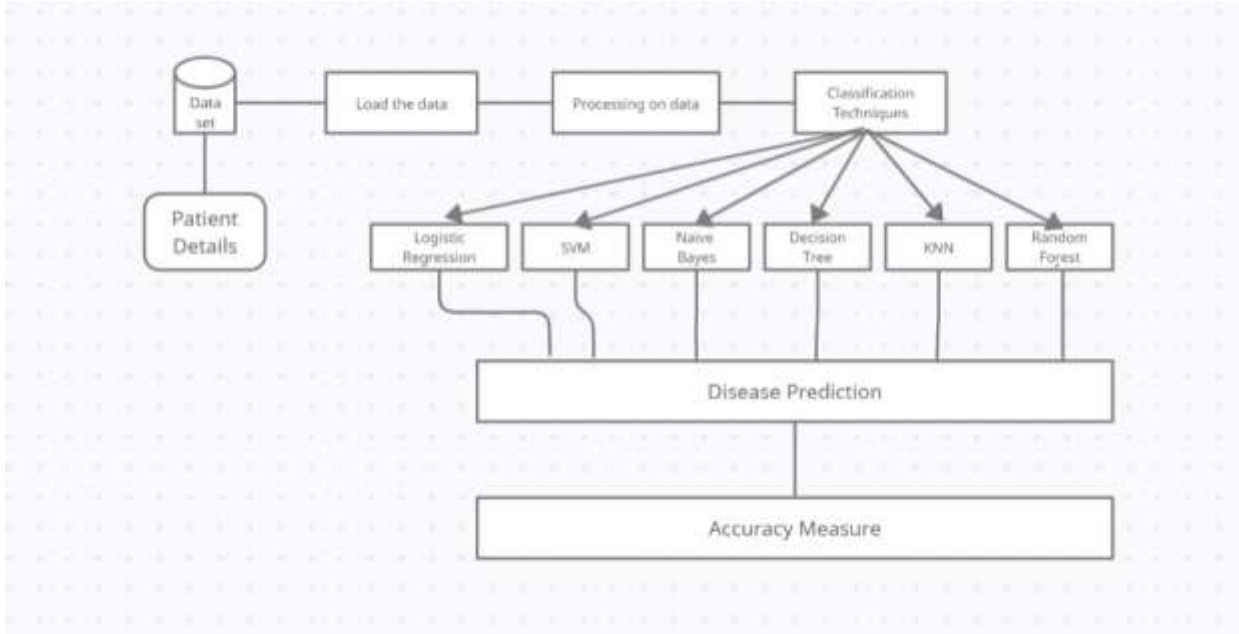 Data
set
Load the data
Processing on data
Classification
Techniques
Patient
Details
Logistic
Regression
SVM
Naive
Bayes
Decision
Tree
KNN
Random
Forest
Disease Prediction
Accuracy Measure